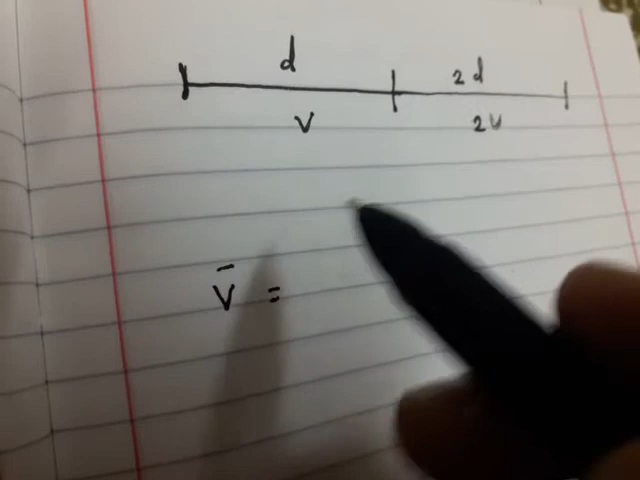 d 2d
v 2v
v̄ =